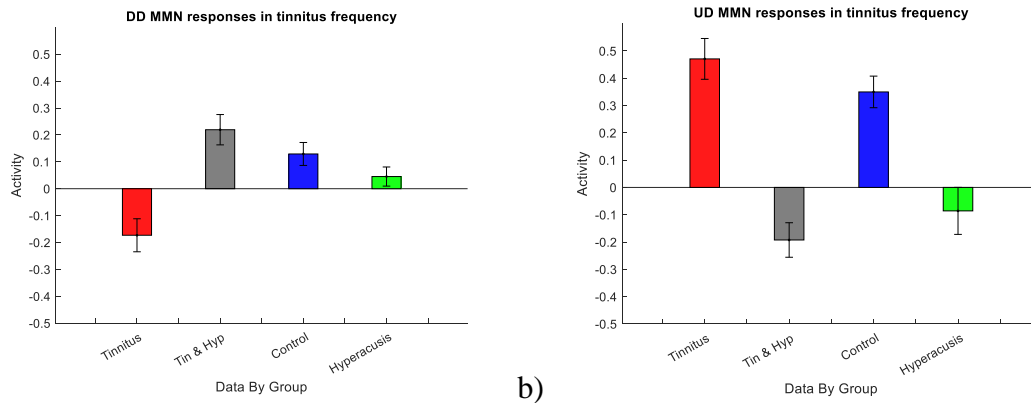 DD MMN responses in tinnitus frequency
0.5
0.4
0.3
0.2
0.1
0
-0.1
-0.2
-0.3
-0.4
-0.5
Activity
Tinnitus
Tin & Hyp
Control
Hyperacusis
Data By Group
b)
UD MMN responses in tinnitus frequency
0.5
0.4
0.3
0.2
0.1
0
-0.1
-0.2
-0.3
-0.4
-0.5
Activity
Tinnitus
Tin & Hyp
Control
Hyperacusis
Data By Group